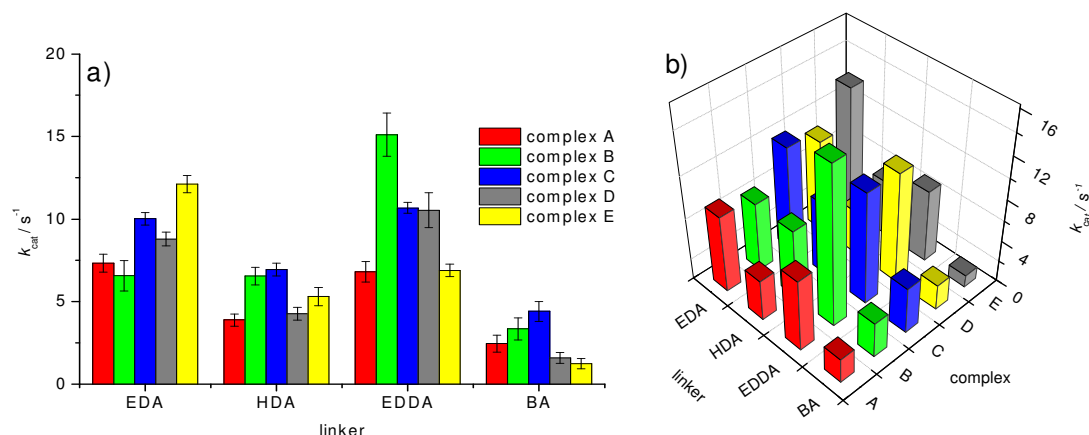 a)
20
15
10
5
0
k_cat / s⁻¹
complex A
complex B
complex C
complex D
complex E
EDA HDA EDDA BA
linker
b)
16
12
8
4
0
k_cat / s⁻¹
EDA
HDA
EDDA
BA
linker
A
B
C
D
E
complex